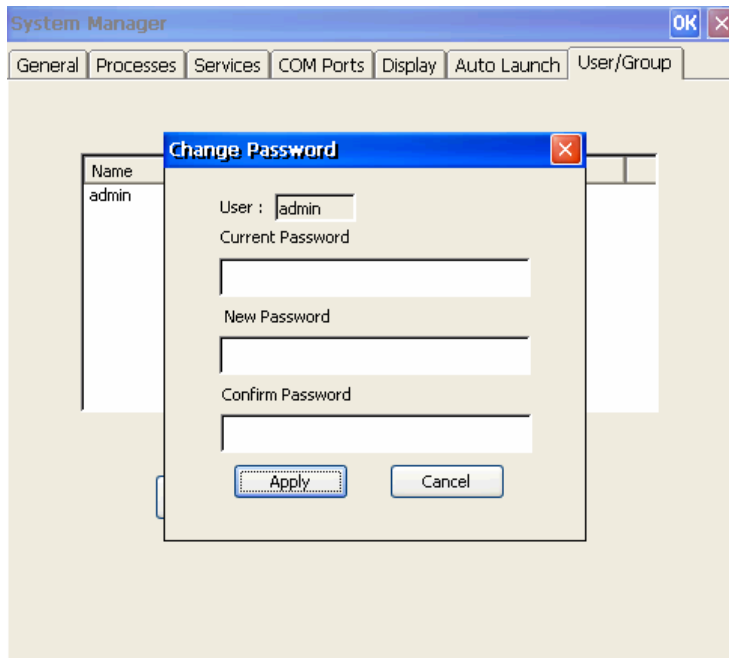 System Manager OK
General Processes Services COM Ports Display Auto Launch User/Group
Change Password
Name
admin
User : admin
Current Password
New Password
Confirm Password
Apply Cancel